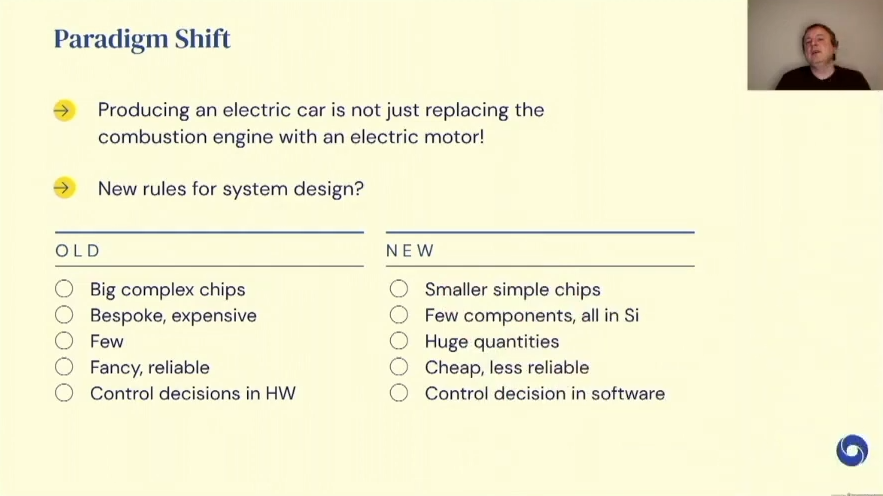 Paradigm Shift
Producing an electric car is not just replacing the
combustion engine with an electric motor!
New rules for system design?
OLD
NEW
Big complex chips
Smaller simple chips
Bespoke, expensive
Few components, all in Si
Few
Huge quantities
Fancy, reliable
Cheap, less reliable
Control decisions in HW
Control decision in software